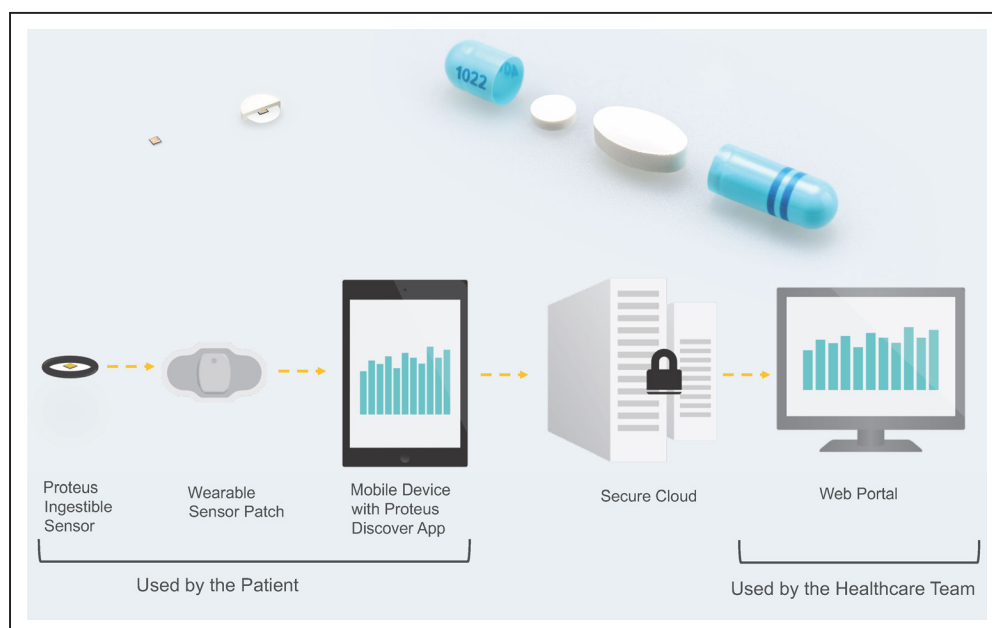 1022
Proteus
Ingestible
Sensor
Wearable
Sensor Patch
Mobile Device
with Proteus
Discover App
Secure Cloud
Web Portal
Used by the Patient
Used by the Healthcare Team